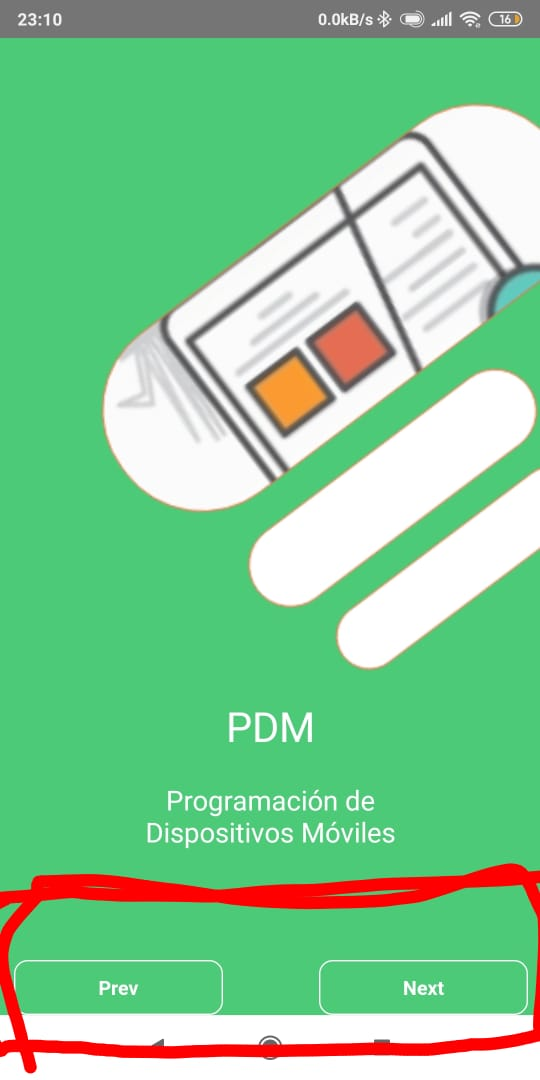 23:10 0.0kB/s 16
PDM
Programación de
Dispositivos Móviles
Prev Next